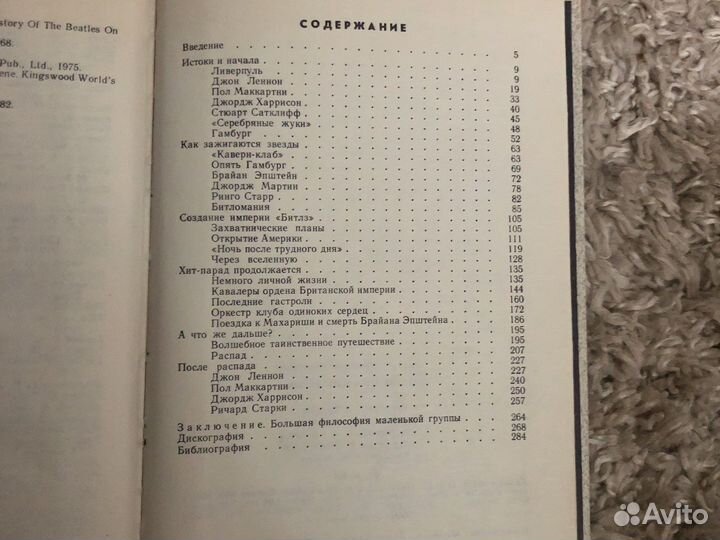 story Of The Beatles On
68.
Pub., Ltd., 1975.
ene. Kingswood World's
82.
СОДЕРЖАНИЕ
Введение . . . . . . . . . . 5
Истоки и начала . . . . . . . . . . 9
Ливерпуль . . . . . . . . . . 9
Джон Леннон . . . . . . . . . . 19
Пол Маккартни . . . . . . . . . . 33
Джордж Харрисон . . . . . . . . . . 40
Стюарт Сатклифф . . . . . . . . . . 45
«Серебряные жуки» . . . . . . . . . . 48
Гамбург . . . . . . . . . . 52
Как зажигаются звезды . . . . . . . . . . 63
«Каверн-клаб» . . . . . . . . . . 63
Опять Гамбург . . . . . . . . . . 69
Брайан Эпштейн . . . . . . . . . . 72
Джордж Мартин . . . . . . . . . . 78
Ринго Старр . . . . . . . . . . 82
Битломания . . . . . . . . . . 85
Создание империи «Битлз» . . . . . . . . . . 105
Захватнические планы . . . . . . . . . . 105
Открытие Америки . . . . . . . . . . 111
«Ночь после трудного дня» . . . . . . . . . . 119
Через вселенную . . . . . . . . . . 128
Хит-парад продолжается . . . . . . . . . . 135
Немного личной жизни . . . . . . . . . . 135
Кавалеры ордена Британской империи . . . . . . 144
Последние гастроли . . . . . . . . . . 160
Оркестр клуба одиноких сердец . . . . . . . . 172
Поездка к Махариши и смерть Брайана Эпштейна . . . 186
А что же дальше? . . . . . . . . . . 195
Волшебное таинственное путешествие . . . . . . 195
Распад . . . . . . . . . . 207
После распада . . . . . . . . . . 227
Джон Леннон . . . . . . . . . . 227
Пол Маккартни . . . . . . . . . . 240
Джордж Харрисон . . . . . . . . . . 250
Ричард Старки . . . . . . . . . . 257
Заключение. Большая философия маленькой группы . . . . 264
Дискография . . . . . . . . . . 268
Библиография . . . . . . . . . . 284
Avito